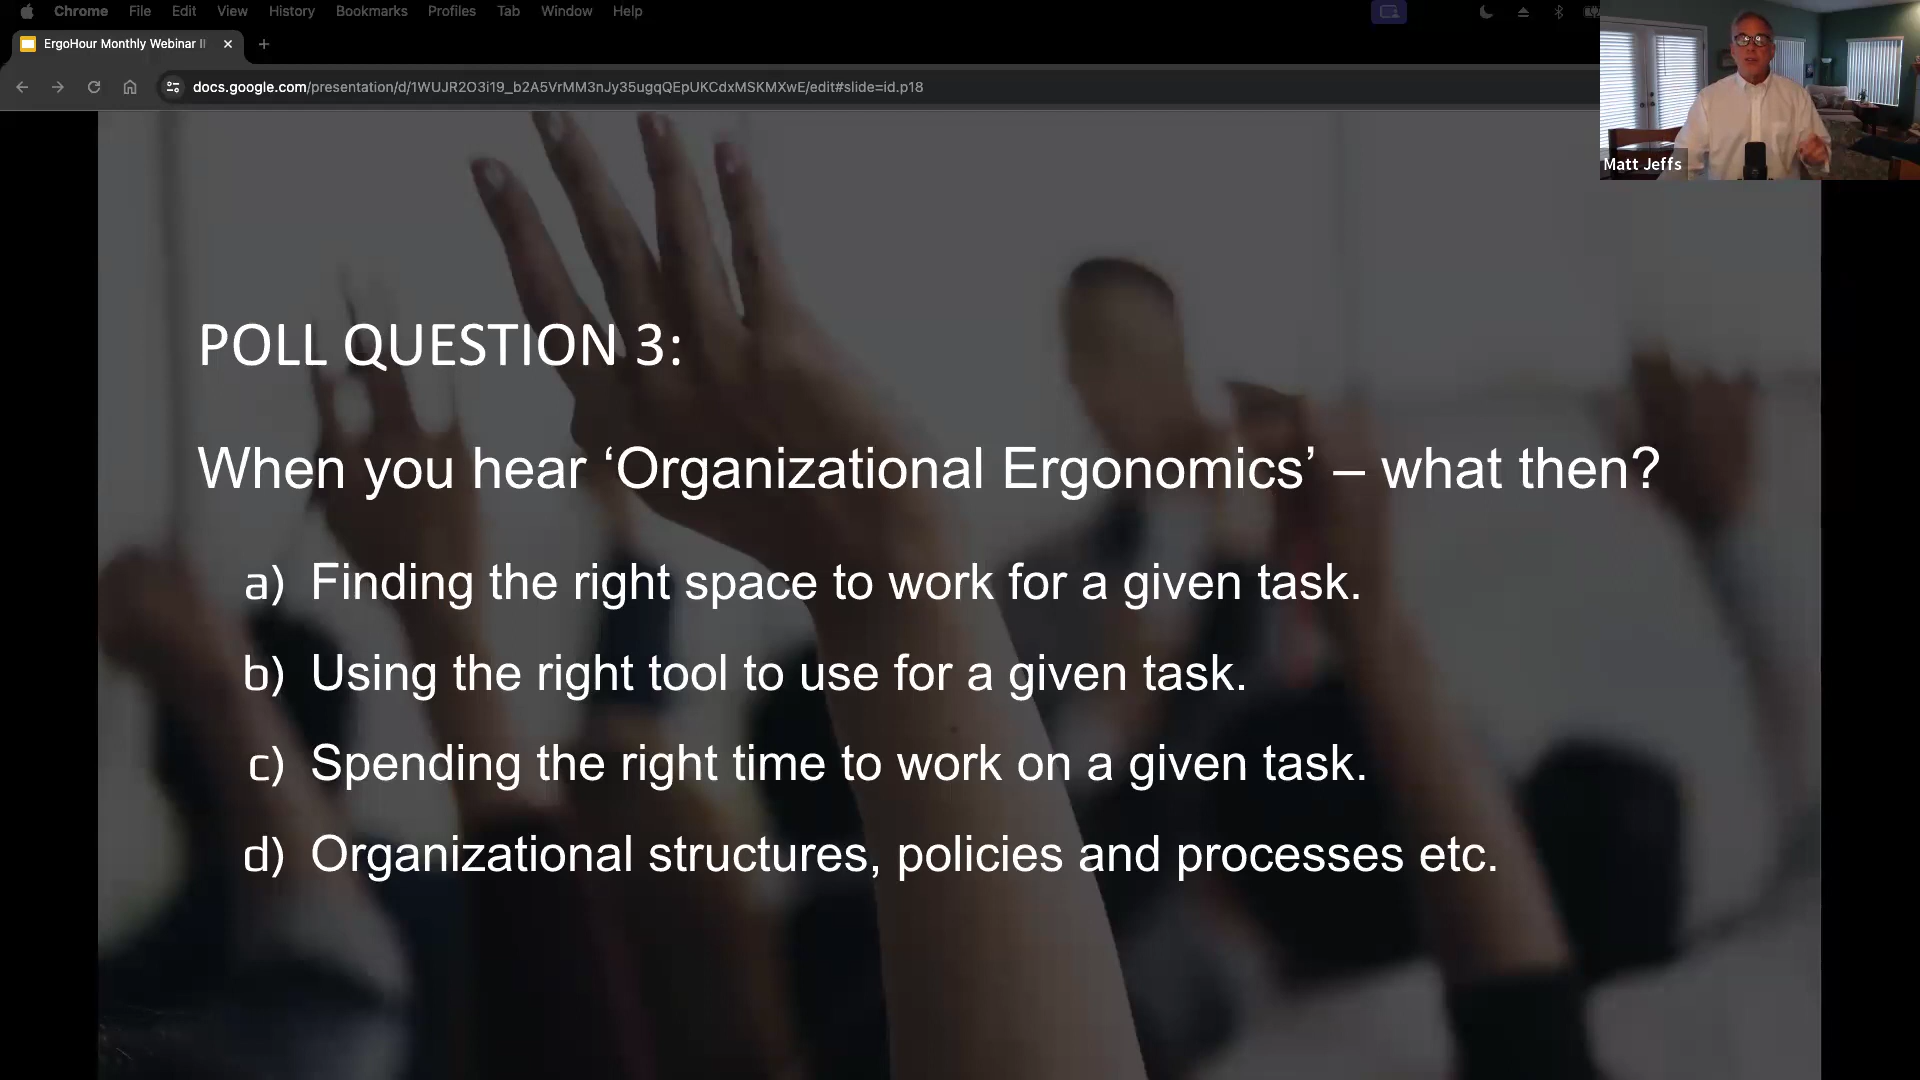 Chrome File Edit View History Bookmarks Profiles Tab Window Help
ErgoHour Monthly Webinar
docs.google.com/presentation/d/1WUJR2O3i19_b2A5VrMM3nJy35ugqQEpUKCdxMSKMXwE/edit#slide=id.p18
Matt Jeffs
POLL QUESTION 3:
When you hear ‘Organizational Ergonomics’ – what then?
a) Finding the right space to work for a given task.
b) Using the right tool to use for a given task.
c) Spending the right time to work on a given task.
d) Organizational structures, policies and processes etc.